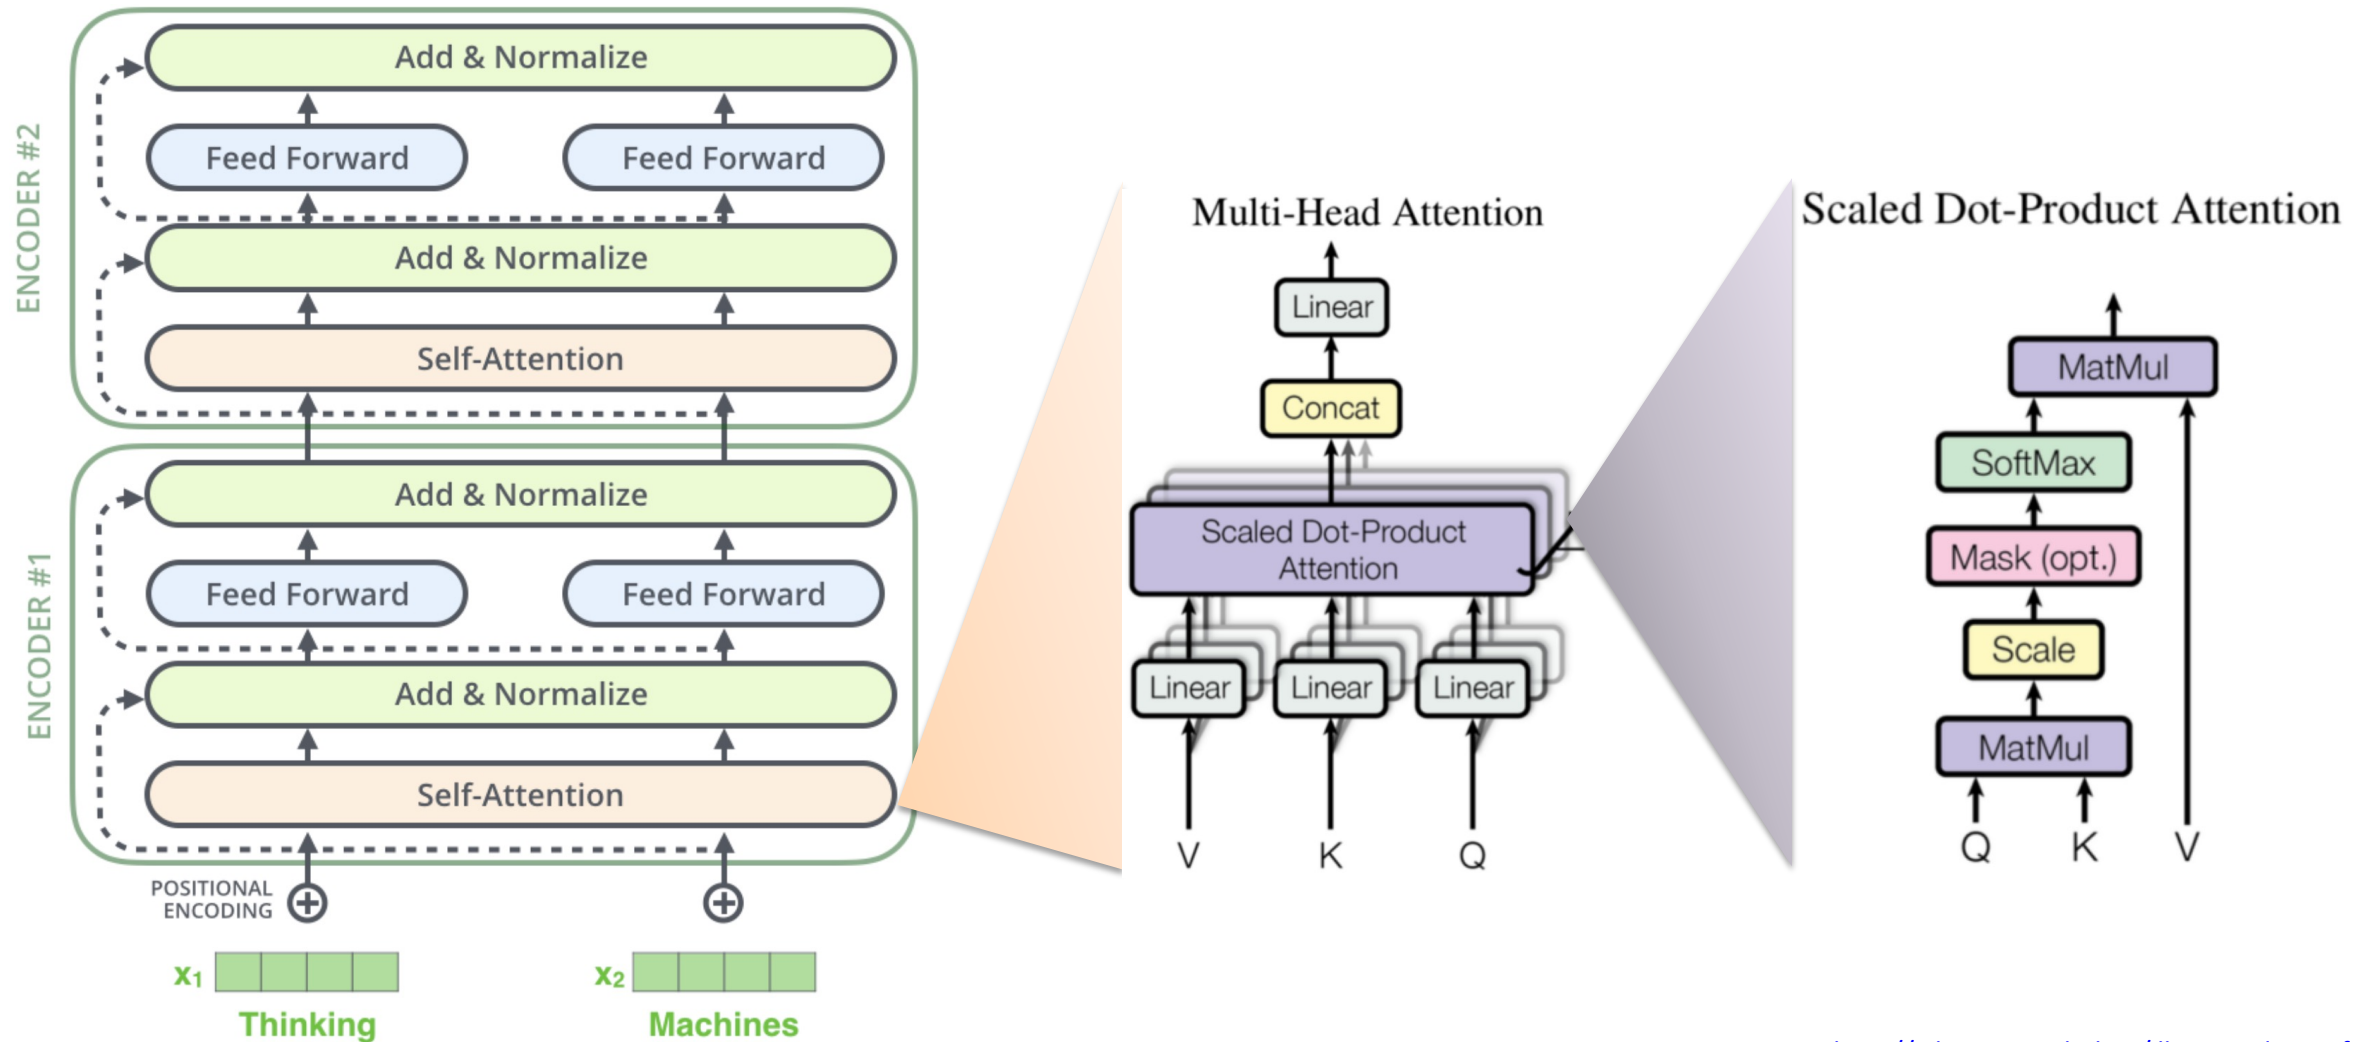 ENCODER #2
Add & Normalize
Feed Forward
Feed Forward
Add & Normalize
Self-Attention
ENCODER #1
Add & Normalize
Feed Forward
Feed Forward
Add & Normalize
Self-Attention
POSITIONAL
ENCODING
x₁
x₂
Thinking
Machines
Multi-Head Attention
Linear
Concat
Scaled Dot-Product
Attention
Linear
Linear
Linear
V
K
Q
Scaled Dot-Product Attention
MatMul
SoftMax
Mask (opt.)
Scale
MatMul
Q
K
V